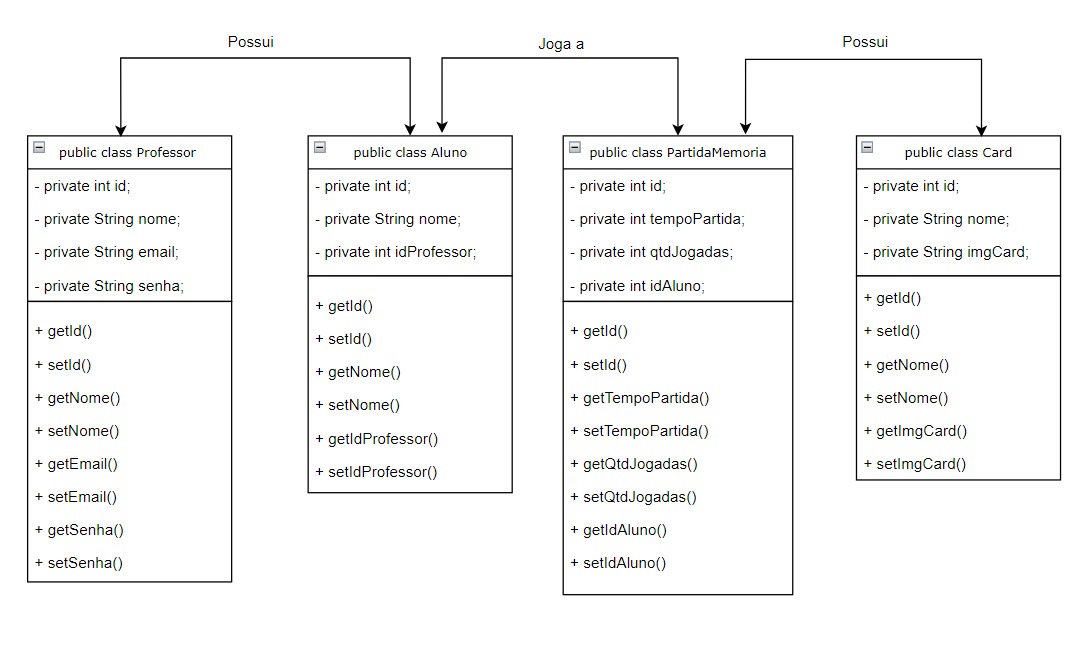 Possui
Joga a
Possui
public class Professor
- private int id;
- private String nome;
- private String email;
- private String senha;
+ getId()
+ setId()
+ getNome()
+ setNome()
+ getEmail()
+ setEmail()
+ getSenha()
+ setSenha()
public class Aluno
- private int id;
- private String nome;
- private int idProfessor;
+ getId()
+ setId()
+ getNome()
+ setNome()
+ getIdProfessor()
+ setIdProfessor()
public class PartidaMemoria
- private int id;
- private int tempoPartida;
- private int qtdJogadas;
- private int idAluno;
+ getId()
+ setId()
+ getTempoPartida()
+ setTempoPartida()
+ getQtdJogadas()
+ setQtdJogadas()
+ getIdAluno()
+ setIdAluno()
public class Card
- private int id;
- private String nome;
- private String imgCard;
+ getId()
+ setId()
+ getNome()
+ setNome()
+ getImgCard()
+ setImgCard()